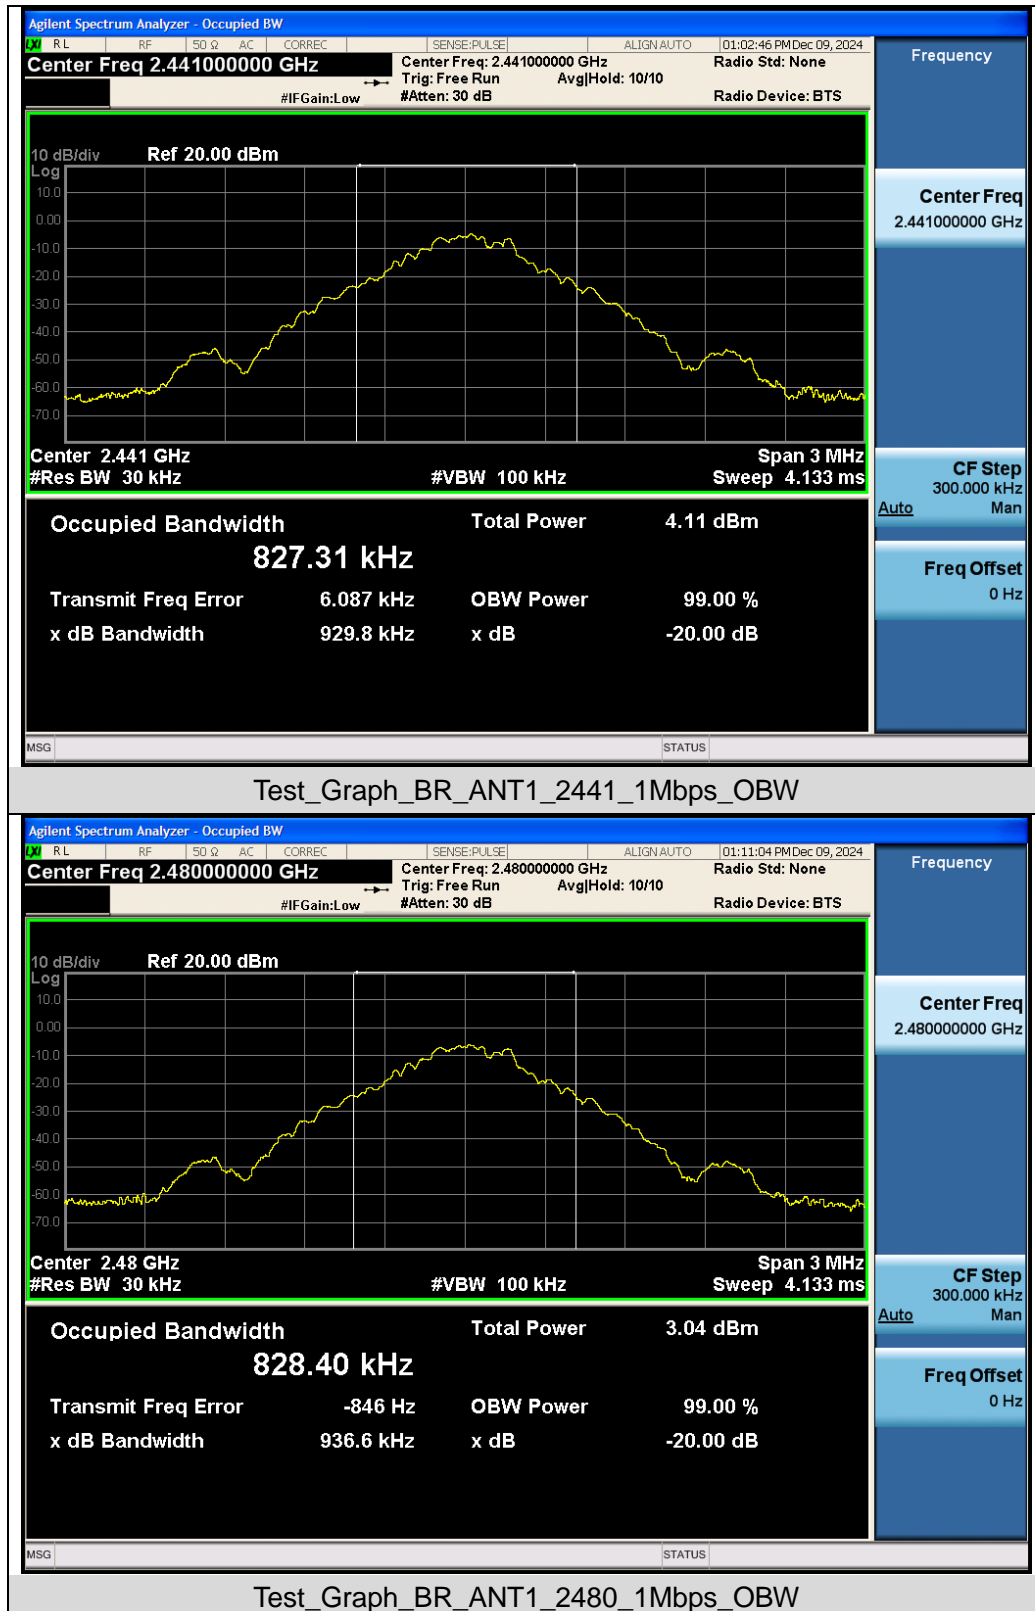 Agilent Spectrum Analyzer - Occupied BW
LXI RL RF 50 Ω AC CORREC SENSE:PULSE ALIGN AUTO 01:02:46 PM Dec 09, 2024
Center Freq 2.441000000 GHz
Center Freq: 2.441000000 GHz
Radio Std: None
Trig: Free Run Avg|Hold: 10/10
#IFGain:Low
#Atten: 30 dB
Radio Device: BTS
Frequency
10 dB/div Ref 20.00 dBm
Log
10.0
0.00
-10.0
-20.0
-30.0
-40.0
-50.0
-60.0
-70.0
Center 2.441 GHz Span 3 MHz
#Res BW 30 kHz #VBW 100 kHz Sweep 4.133 ms
Center Freq
2.441000000 GHz
CF Step
300.000 kHz
Auto Man
Freq Offset
0 Hz
Occupied Bandwidth Total Power 4.11 dBm
827.31 kHz
Transmit Freq Error 6.087 kHz OBW Power 99.00 %
x dB Bandwidth 929.8 kHz x dB -20.00 dB
MSG STATUS
Test_Graph_BR_ANT1_2441_1Mbps_OBW
Agilent Spectrum Analyzer - Occupied BW
LXI RL RF 50 Ω AC CORREC SENSE:PULSE ALIGN AUTO 01:11:04 PM Dec 09, 2024
Center Freq 2.480000000 GHz
Center Freq: 2.480000000 GHz
Radio Std: None
Trig: Free Run Avg|Hold: 10/10
#IFGain:Low
#Atten: 30 dB
Radio Device: BTS
Frequency
10 dB/div Ref 20.00 dBm
Log
10.0
0.00
-10.0
-20.0
-30.0
-40.0
-50.0
-60.0
-70.0
Center 2.48 GHz Span 3 MHz
#Res BW 30 kHz #VBW 100 kHz Sweep 4.133 ms
Center Freq
2.480000000 GHz
CF Step
300.000 kHz
Auto Man
Freq Offset
0 Hz
Occupied Bandwidth Total Power 3.04 dBm
828.40 kHz
Transmit Freq Error -846 Hz OBW Power 99.00 %
x dB Bandwidth 936.6 kHz x dB -20.00 dB
MSG STATUS
Test_Graph_BR_ANT1_2480_1Mbps_OBW